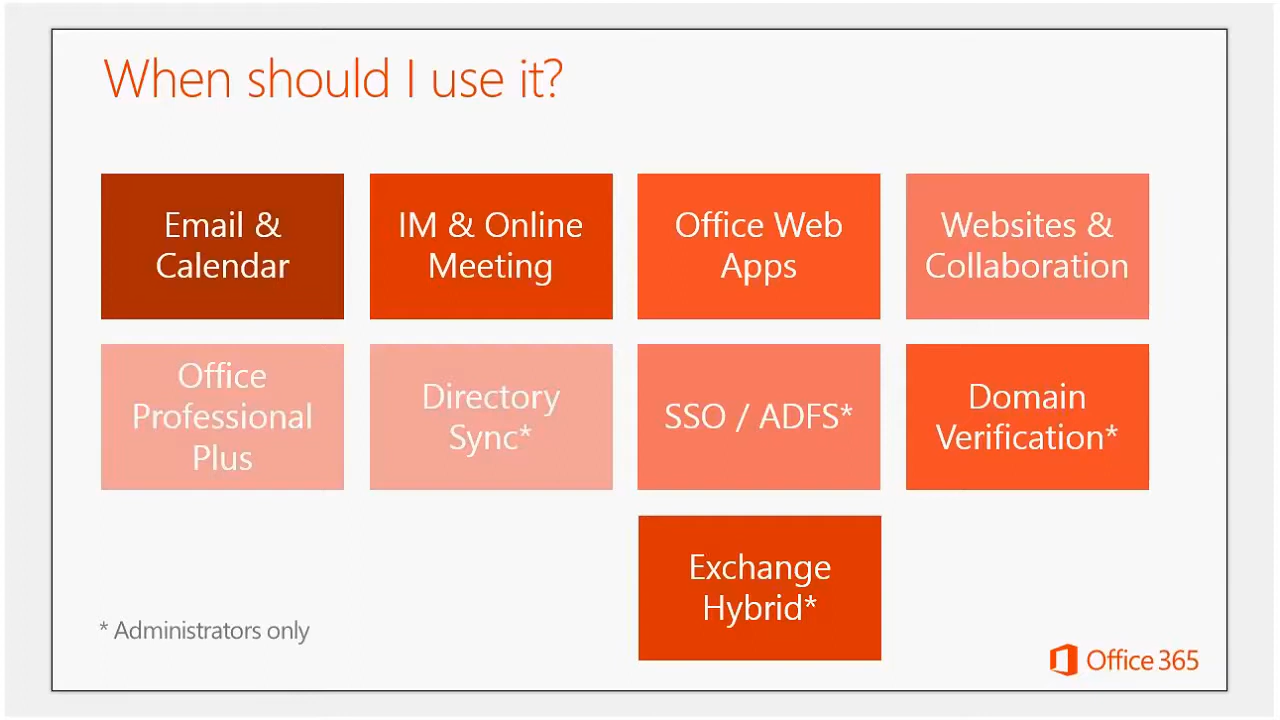 When should I use it?
Email &
Calendar
IM & Online
Meeting
Office Web
Apps
Websites &
Collaboration
Office
Professional
Plus
Directory
Sync*
SSO / ADFS*
Domain
Verification*
Exchange
Hybrid*
* Administrators only
Office 365